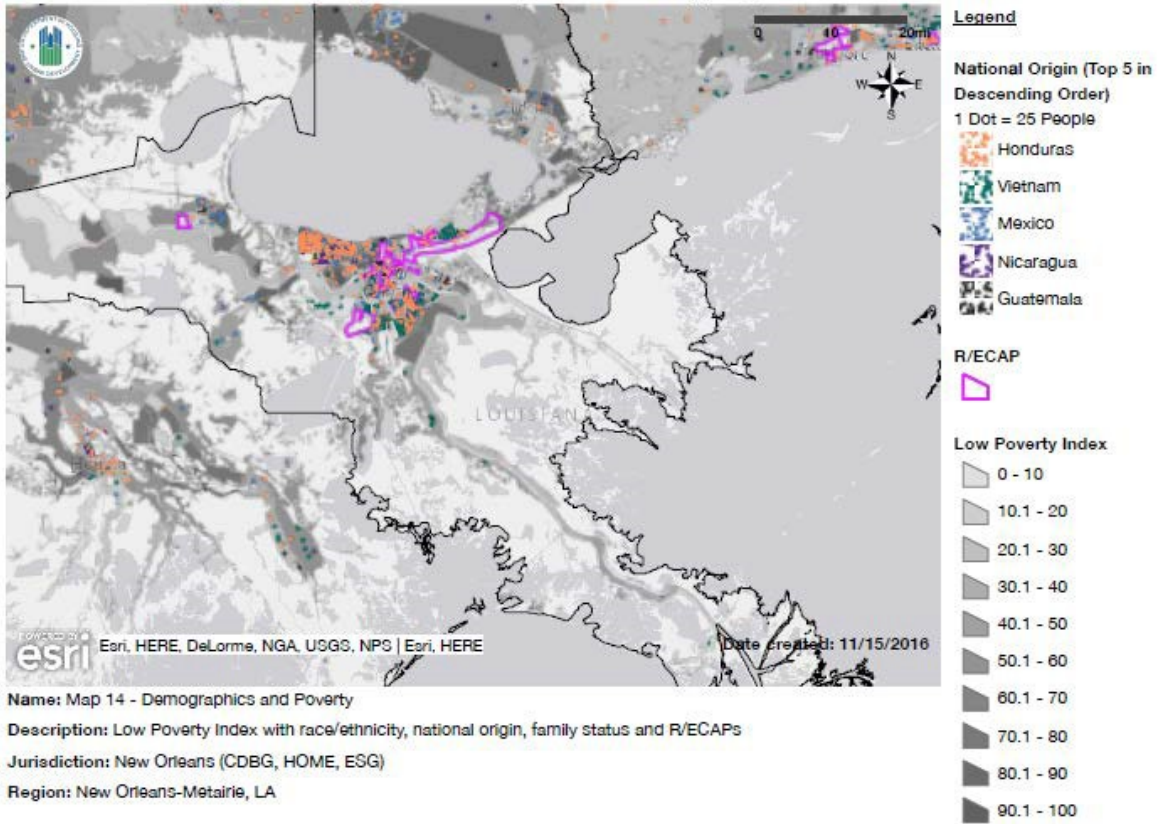 0 40 20mi
N
W E
S
LOUISIAN
POWERED BY
esri
Esri, HERE, DeLorme, NGA, USGS, NPS | Esri, HERE
Date created: 11/15/2016
Name: Map 14 - Demographics and Poverty
Description: Low Poverty Index with race/ethnicity, national origin, family status and R/ECAPs
Jurisdiction: New Orleans (CDBG, HOME, ESG)
Region: New Orleans-Metairie, LA
Legend
National Origin (Top 5 in
Descending Order)
1 Dot = 25 People
Honduras
Vietnam
Mexico
Nicaragua
Guatemala
R/ECAP
Low Poverty Index
0 - 10
10.1 - 20
20.1 - 30
30.1 - 40
40.1 - 50
50.1 - 60
60.1 - 70
70.1 - 80
80.1 - 90
90.1 - 100